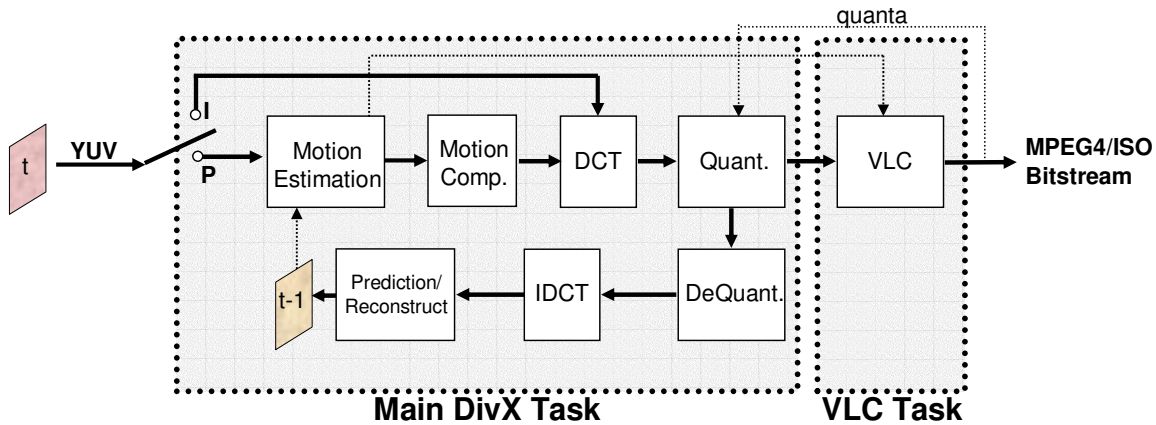 quanta
t
YUV
I
P
Motion
Estimation
Motion
Comp.
DCT
Quant.
VLC
MPEG4/ISO
Bitstream
t-1
Prediction/
Reconstruct
IDCT
DeQuant.
Main DivX Task
VLC Task